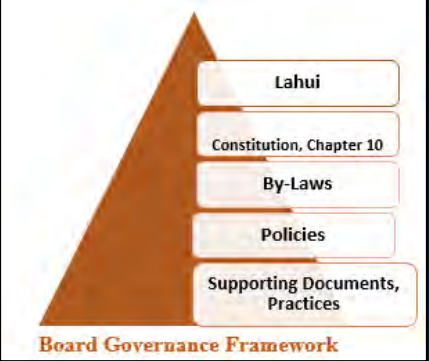 Lahui
Constitution, Chapter 10
By-Laws
Policies
Supporting Documents,
Practices
Board Governance Framework